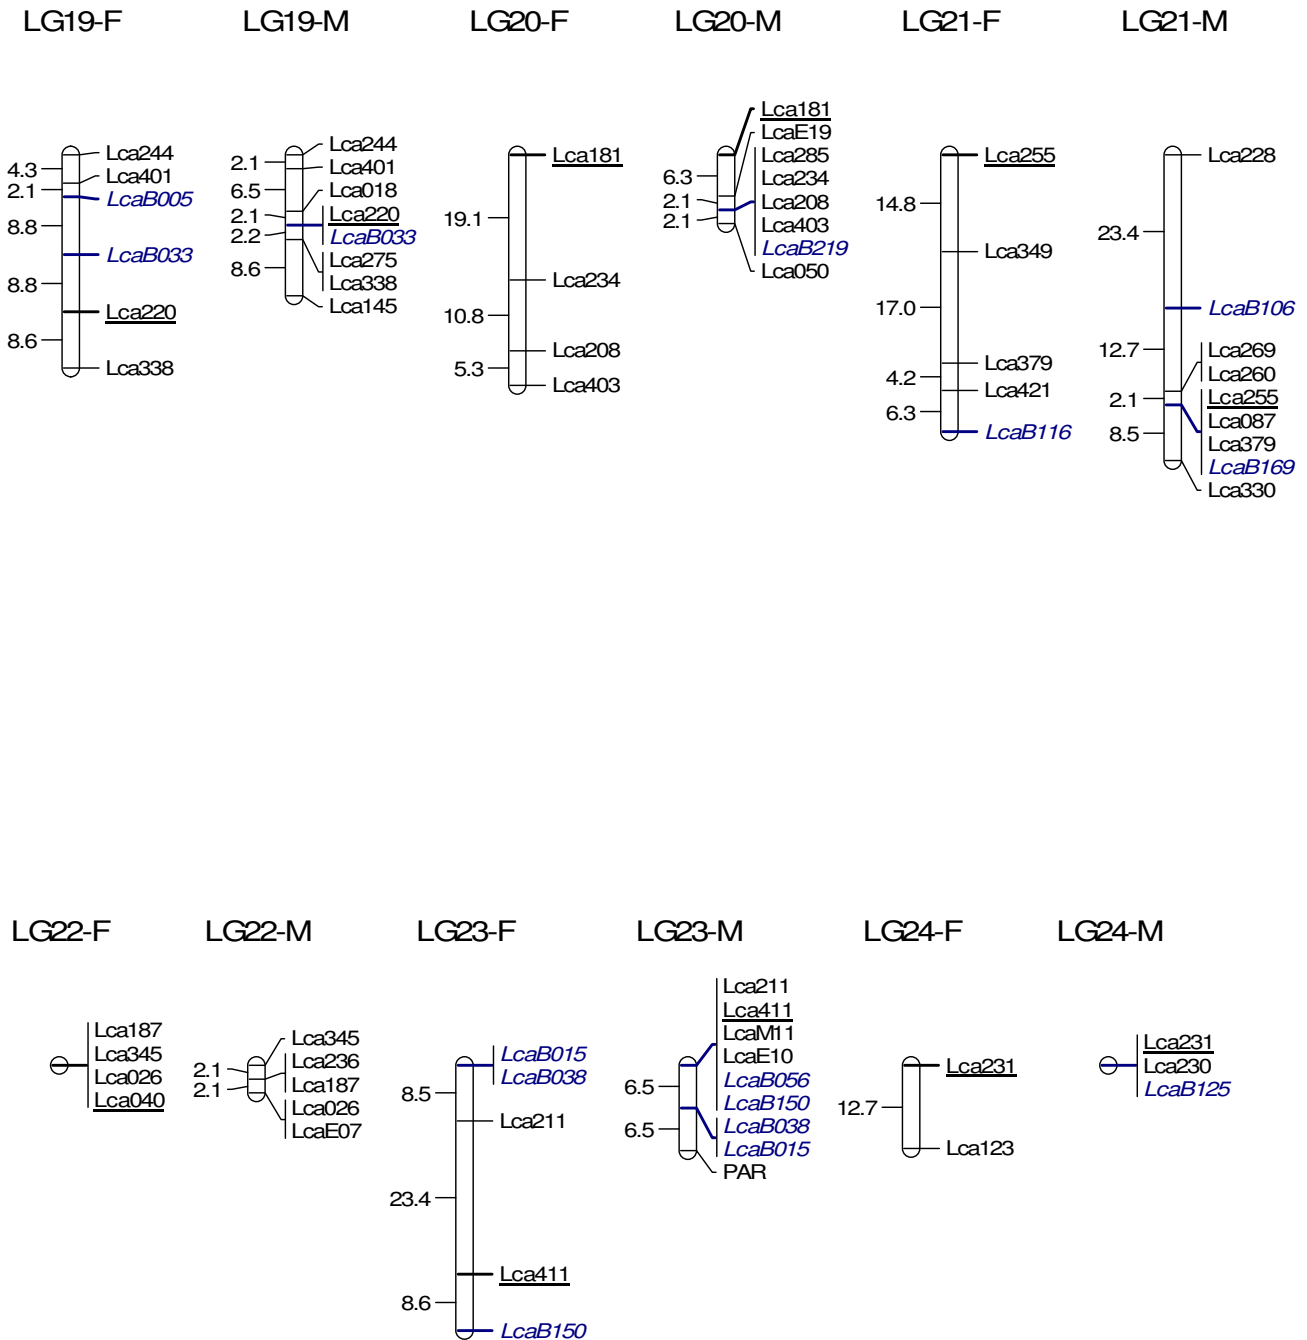 LG19-F
4.3
2.1
8.8
8.8
8.6
Lca244
Lca401
LcaB005
LcaB033
Lca220
Lca338
LG19-M
2.1
6.5
2.1
2.2
8.6
Lca244
Lca401
Lca018
Lca220
LcaB033
Lca275
Lca338
Lca145
LG20-F
19.1
10.8
5.3
Lca181
Lca234
Lca208
Lca403
LG20-M
6.3
2.1
2.1
Lca181
LcaE19
Lca285
Lca234
Lca208
Lca403
LcaB219
Lca050
LG21-F
14.8
17.0
4.2
6.3
Lca255
Lca349
Lca379
Lca421
LcaB116
LG21-M
23.4
12.7
2.1
8.5
Lca228
LcaB106
Lca269
Lca260
Lca255
Lca087
Lca379
LcaB169
Lca330
LG22-F
Lca187
Lca345
Lca026
Lca040
LG22-M
2.1
2.1
Lca345
Lca236
Lca187
Lca026
LcaE07
LG23-F
8.5
23.4
8.6
LcaB015
LcaB038
Lca211
Lca411
LcaB150
LG23-M
6.5
6.5
Lca211
Lca411
LcaM11
LcaE10
LcaB056
LcaB150
LcaB038
LcaB015
PAR
LG24-F
12.7
Lca231
Lca123
LG24-M
Lca231
Lca230
LcaB125